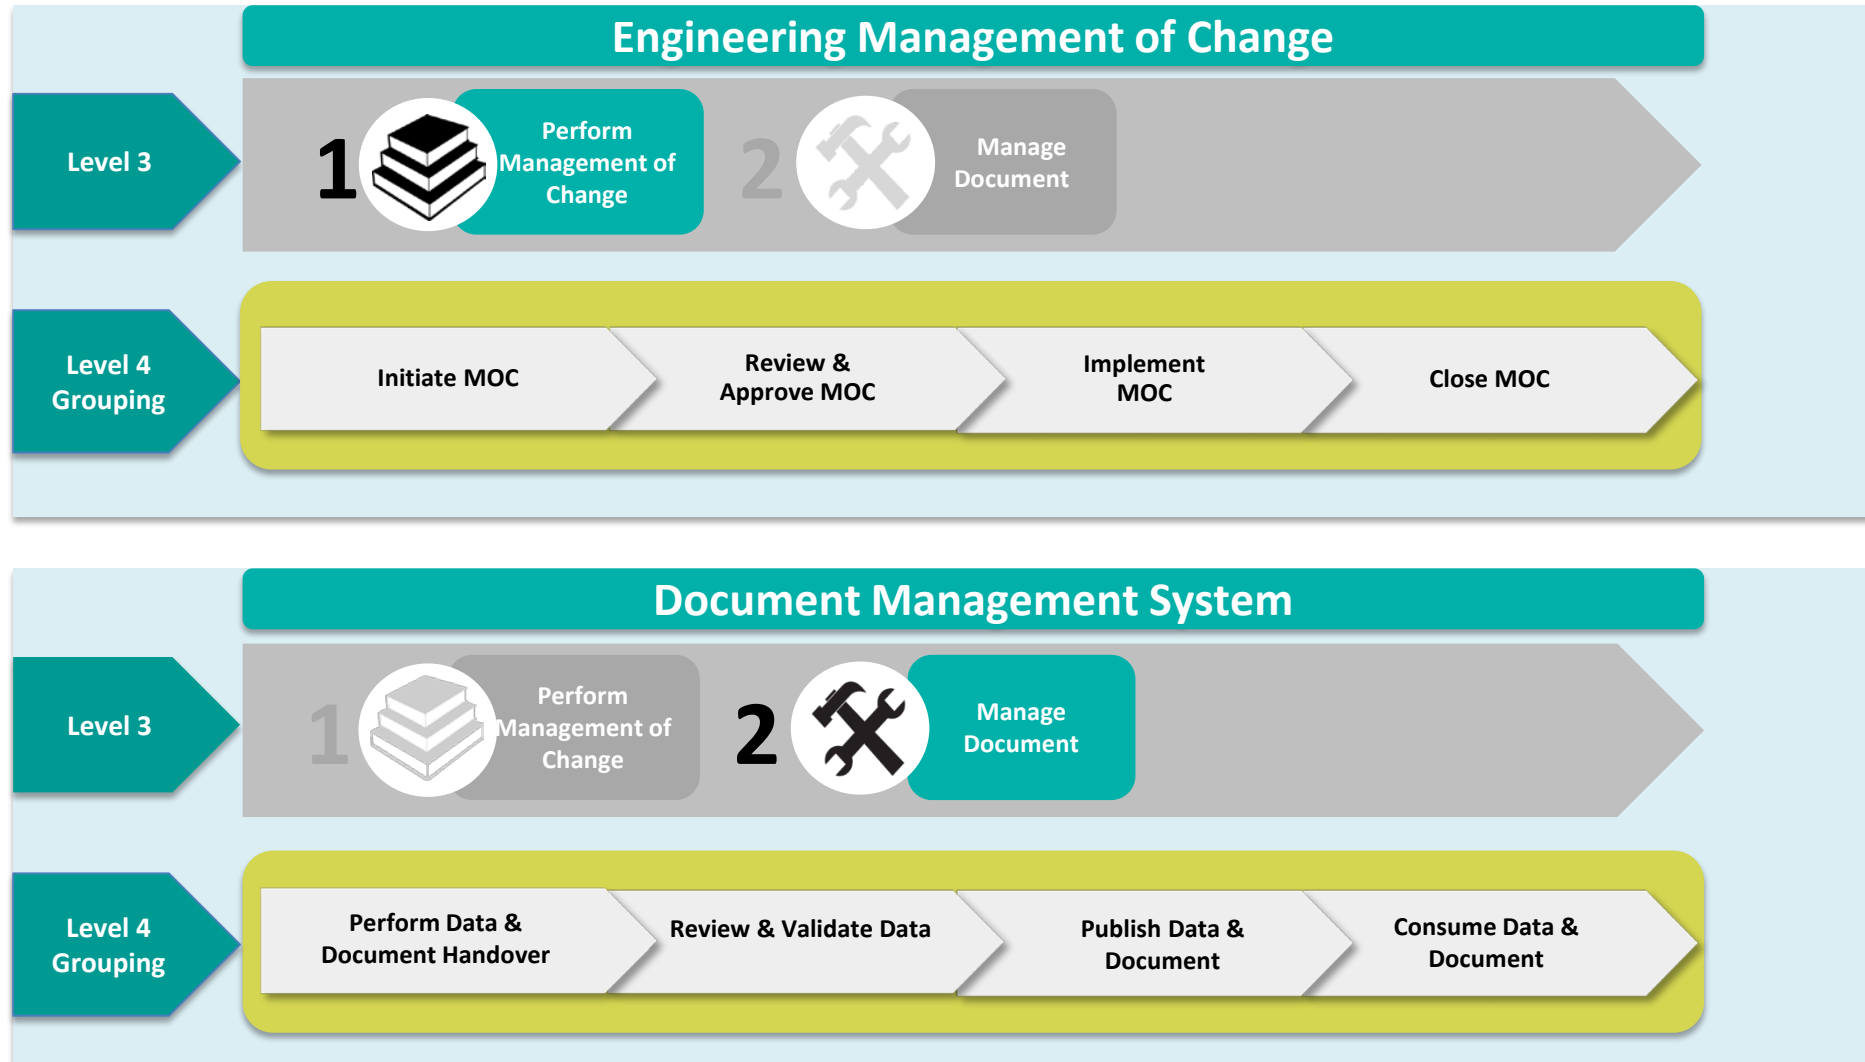 Engineering Management of Change
Level 3
1
Perform
Management of
Change
2
Manage
Document
Level 4
Grouping
Initiate MOC
Review &
Approve MOC
Implement
MOC
Close MOC
Document Management System
Level 3
1
Perform
Management of
Change
2
Manage
Document
Level 4
Grouping
Perform Data &
Document Handover
Review & Validate Data
Publish Data &
Document
Consume Data &
Document